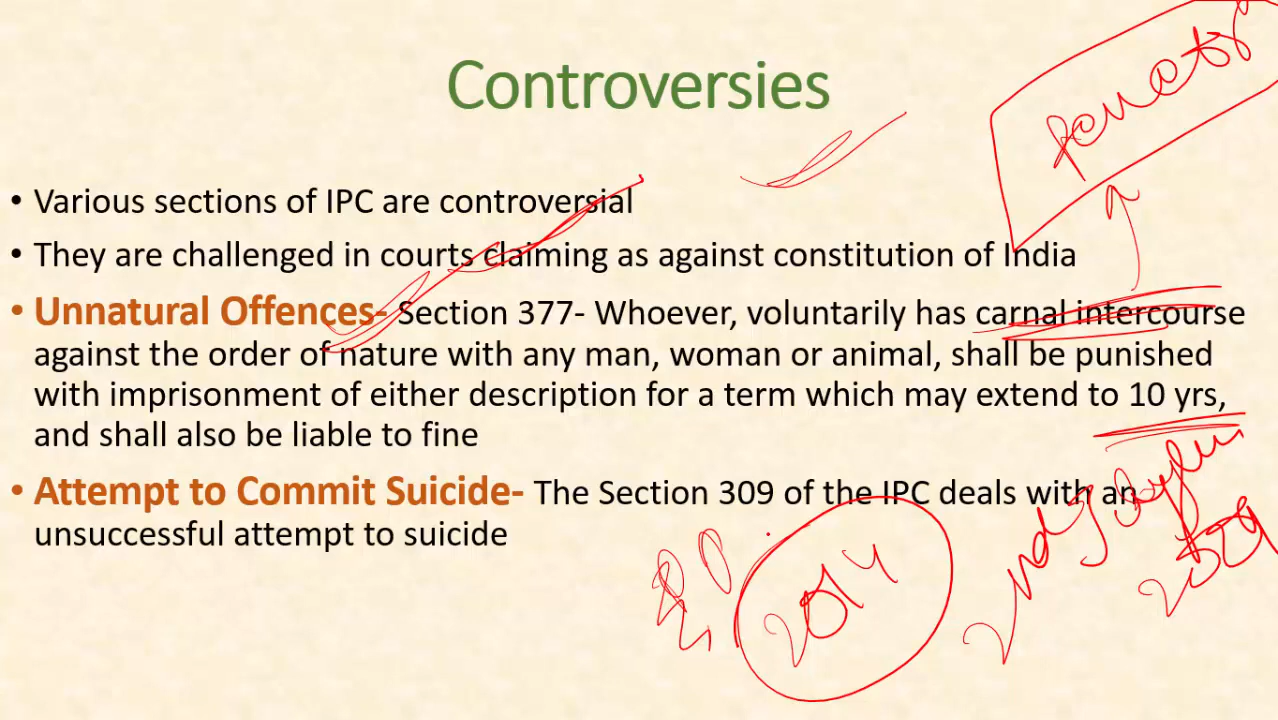 Controversies
• Various sections of IPC are controversial
• They are challenged in courts claiming as against constitution of India
• Unnatural Offences- Section 377- Whoever, voluntarily has carnal intercourse
against the order of nature with any man, woman or animal, shall be punished
with imprisonment of either description for a term which may extend to 10 yrs,
and shall also be liable to fine
• Attempt to Commit Suicide- The Section 309 of the IPC deals with an
unsuccessful attempt to suicide
2014
2nd July